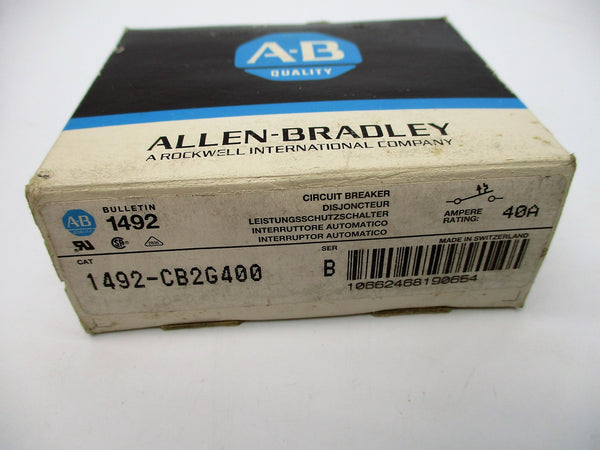 A-B
QUALITY
ALLEN-BRADLEY
A ROCKWELL INTERNATIONAL COMPANY
A-B
BULLETIN
1492
CIRCUIT BREAKER
DISJONCTEUR
LEISTUNGSSCHUTZSCHALTER
INTERRUTTORE AUTOMATICO
INTERRUPTOR AUTOMATICO
AMPERE
RATING: 40A
MADE IN SWITZERLAND
CAT
1492-CB2G400
SER
B
10662468190654